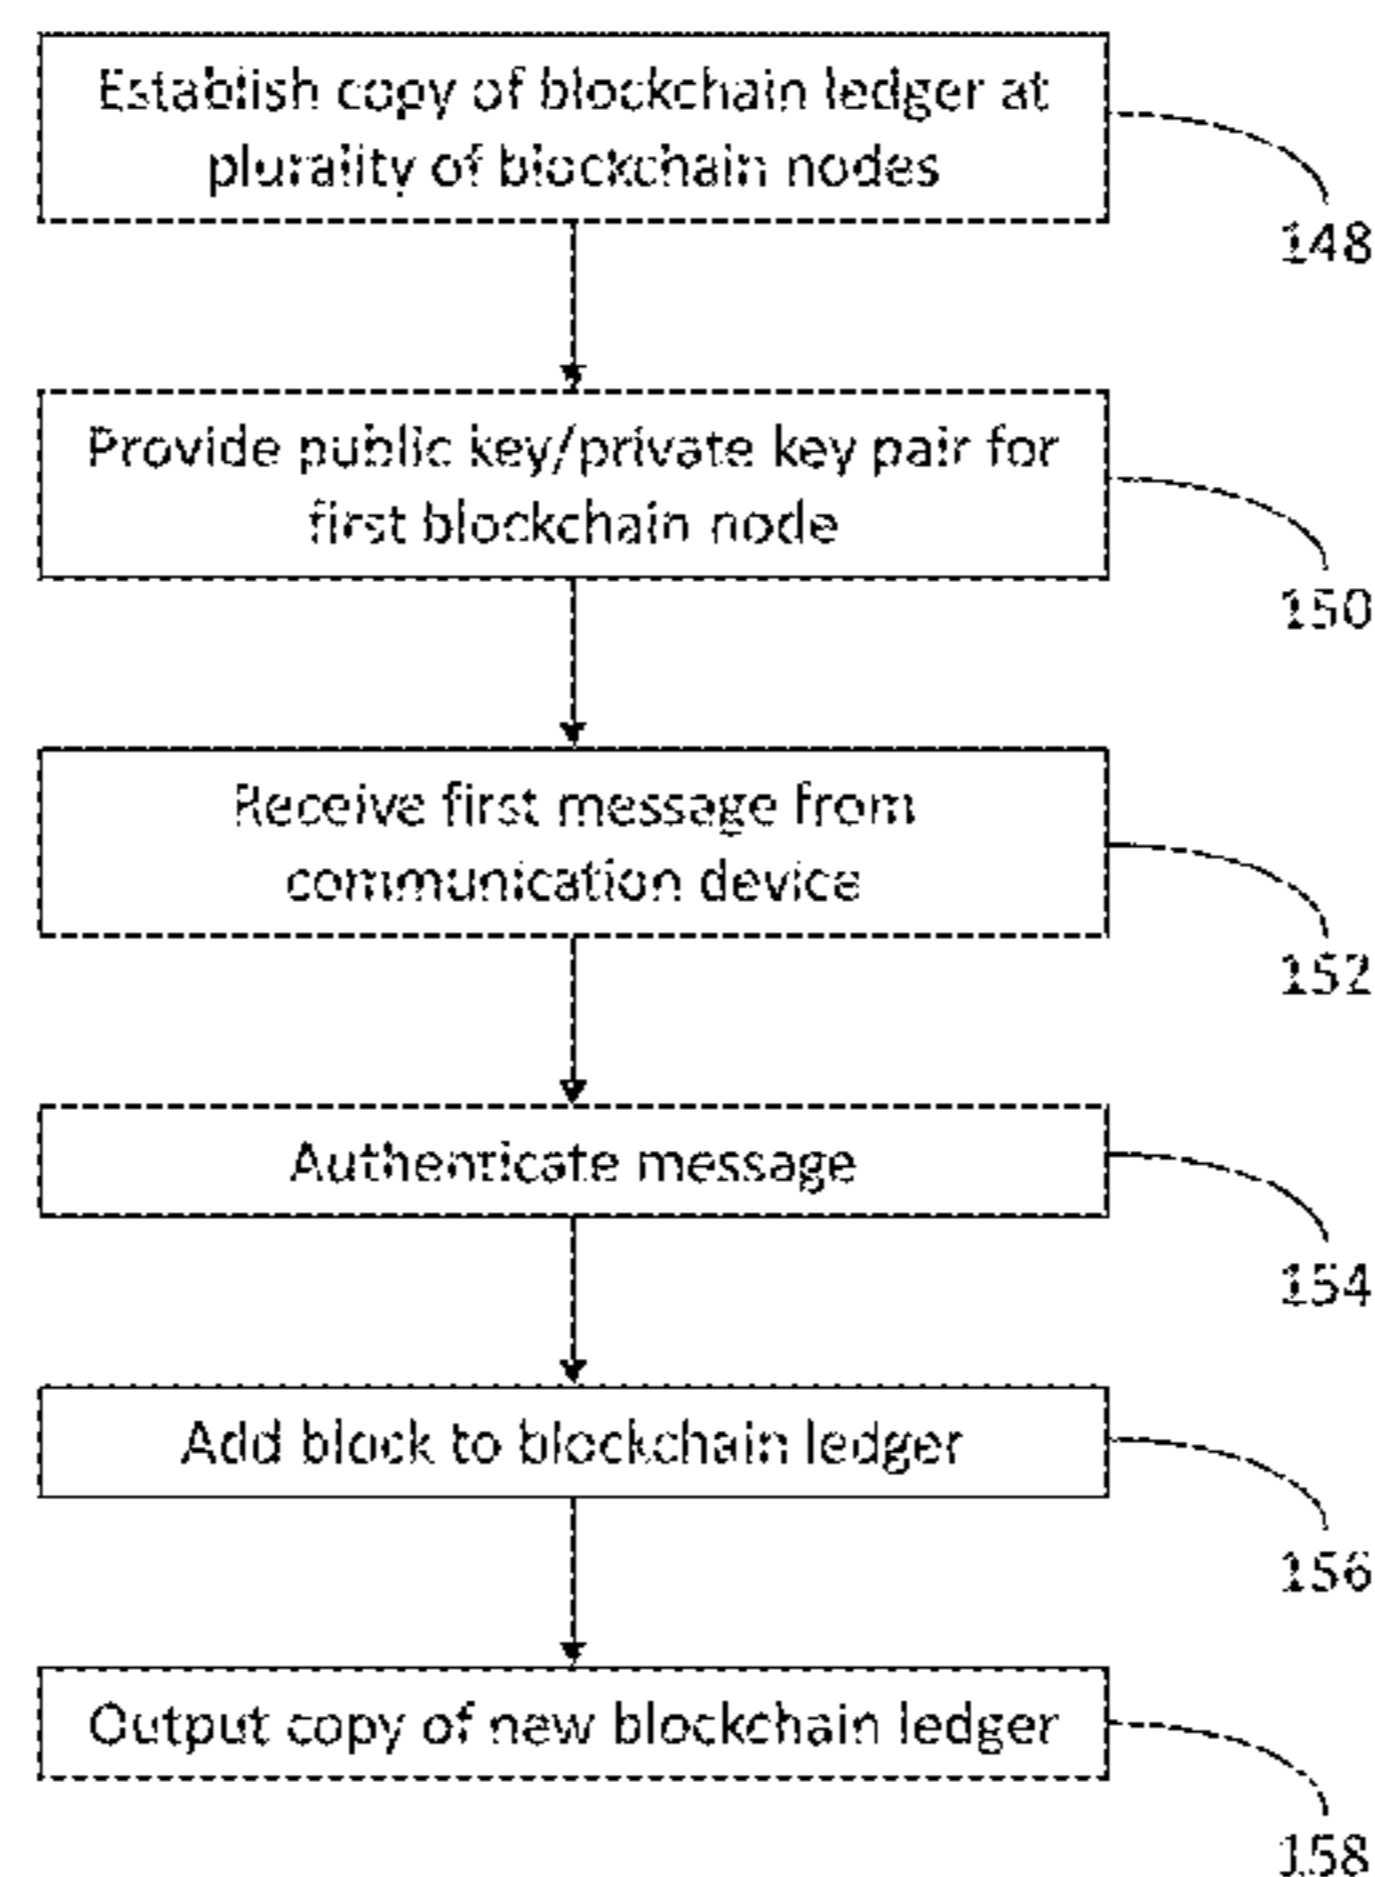 Establish copy of blockchain ledger at
plurality of blockchain nodes
148
Provide public key/private key pair for
first blockchain node
150
Receive first message from
communication device
152
Authenticate message
154
Add block to blockchain ledger
156
Output copy of new blockchain ledger
158